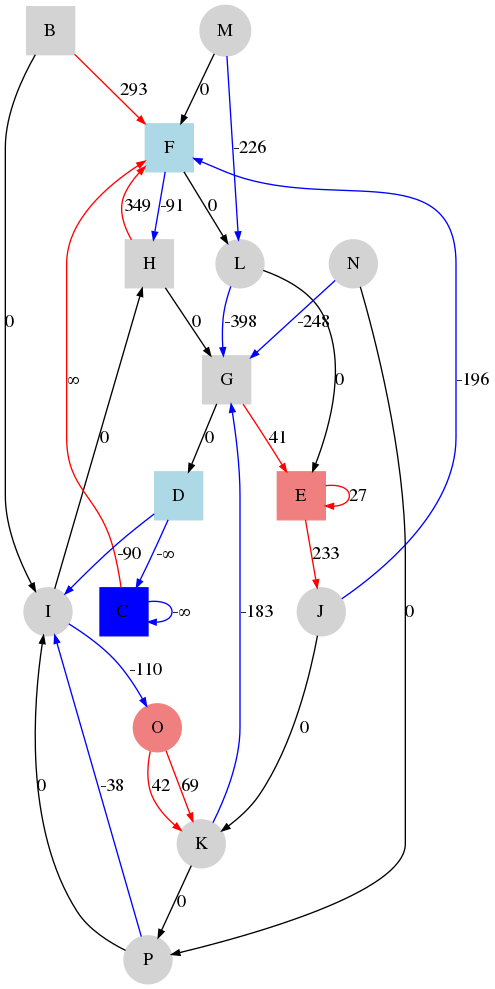 B M
293 0
F
-226
349 -91 0
H L N
0 0 -398 -248
G
∞ 0 -196
0 0 41
D E
27
-90 -∞ 233
I C -∞ J 0
-183
-110
O 0
0 -38 42 69
K
0
P